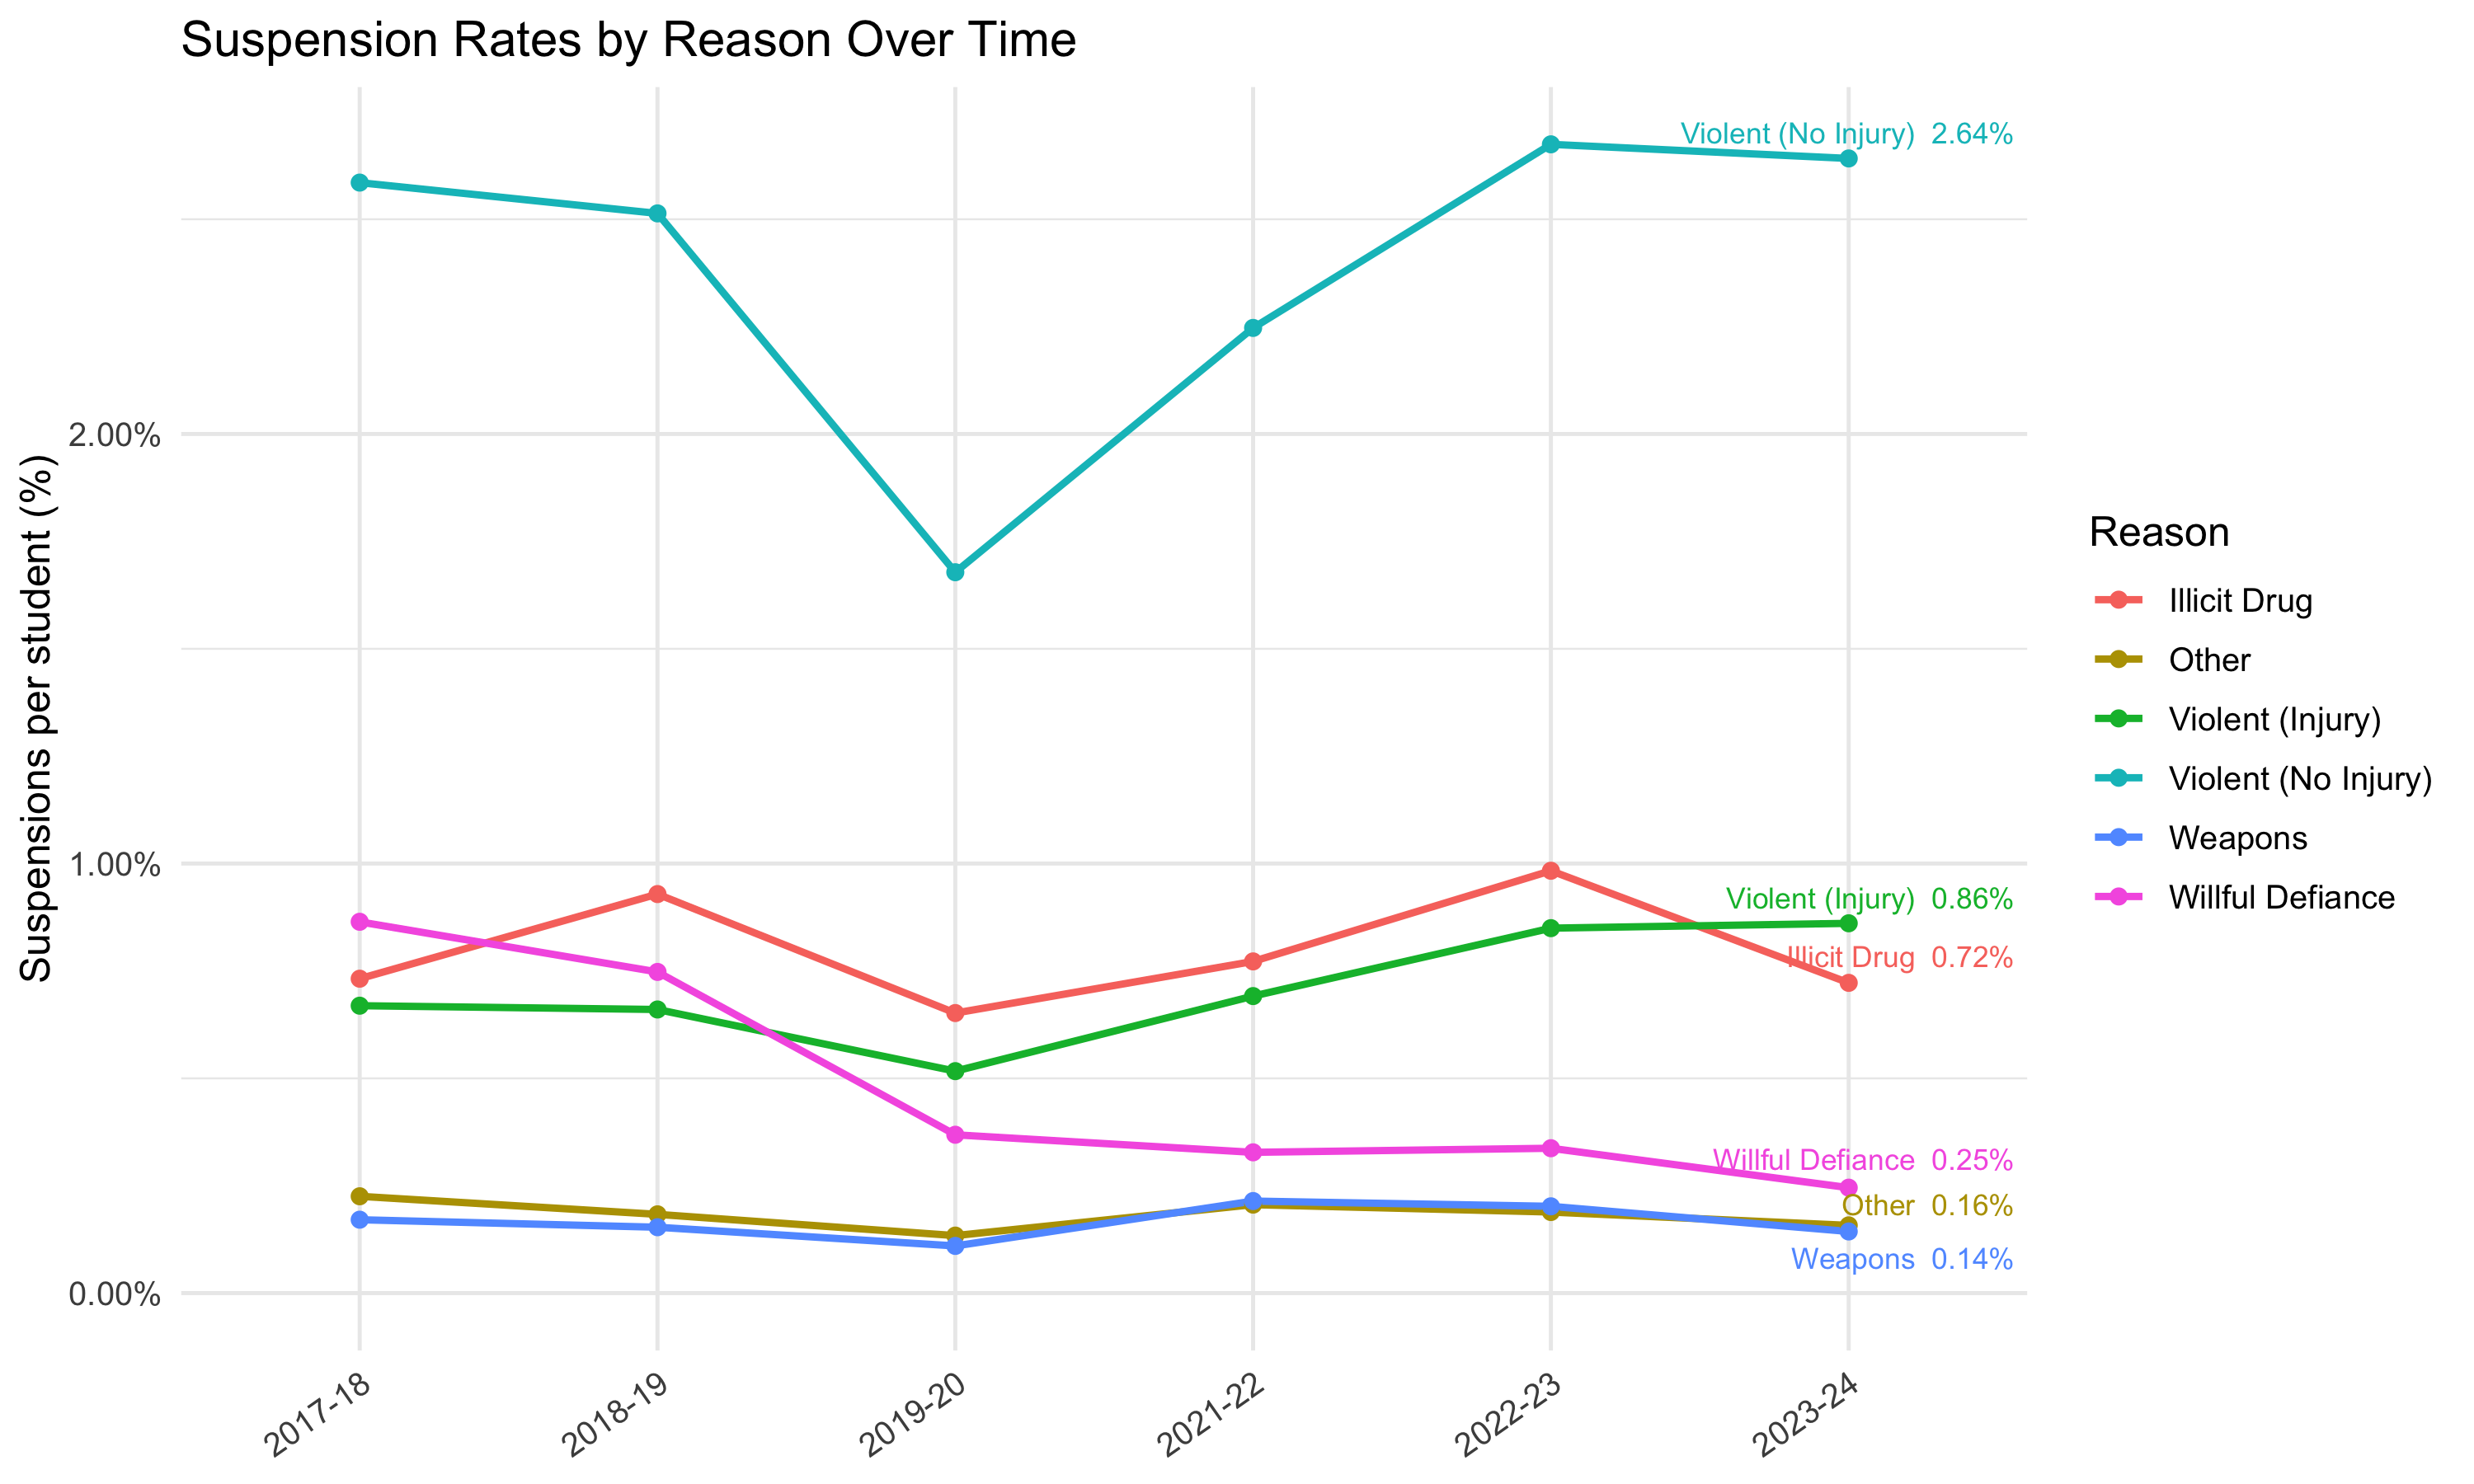 Suspension Rates by Reason Over Time
Suspensions per student (%)
2.00%
1.00%
0.00%
Violent (No Injury) 2.64%
Violent (Injury) 0.86%
Illicit Drug 0.72%
Willful Defiance 0.25%
Other 0.16%
Weapons 0.14%
2017-18
2018-19
2019-20
2021-22
2022-23
2023-24
Reason
Illicit Drug
Other
Violent (Injury)
Violent (No Injury)
Weapons
Willful Defiance